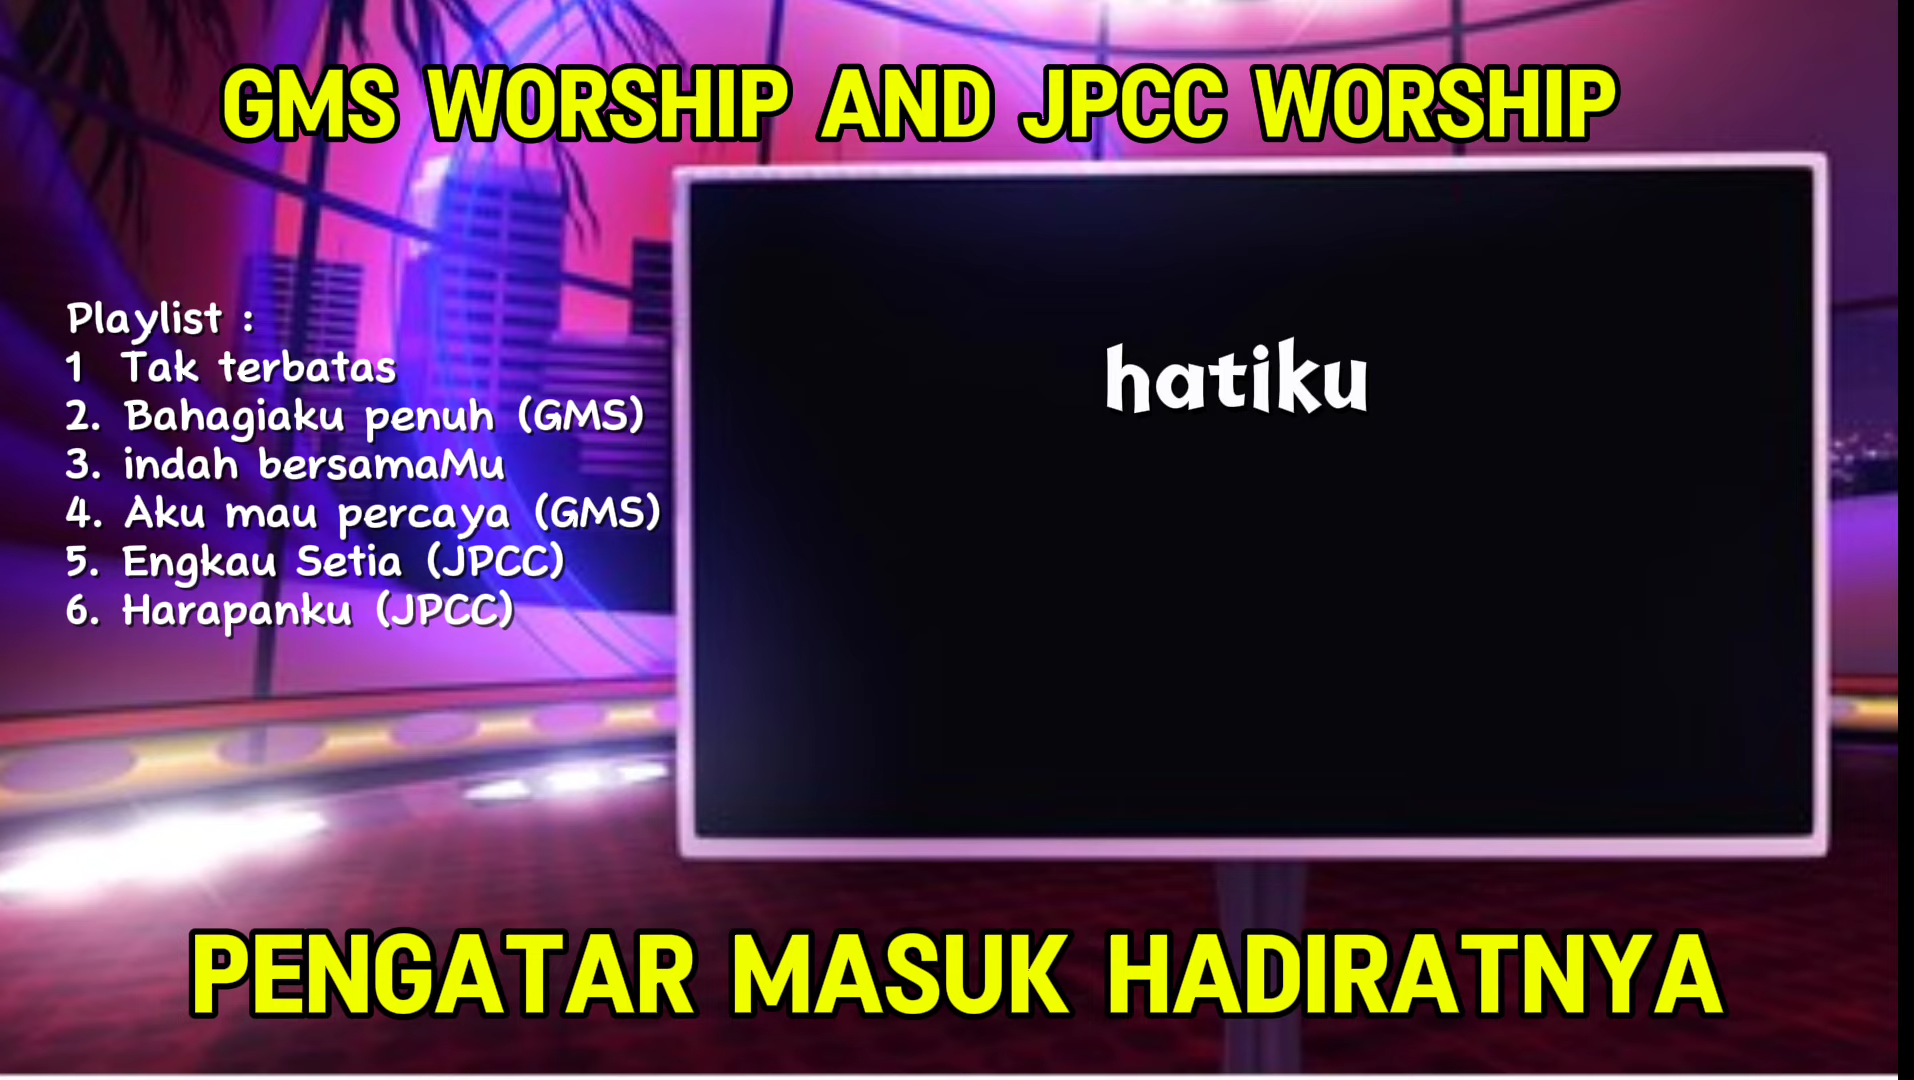 GMS WORSHIP AND JPCC WORSHIP
Playlist :
1 Tak terbatas
2. Bahagiaku penuh (GMS)
3. indah bersamaMu
4. Aku mau percaya (GMS)
5. Engkau Setia (JPCC)
6. Harapanku (JPCC)
hatiku
PENGATAR MASUK HADIRATNYA